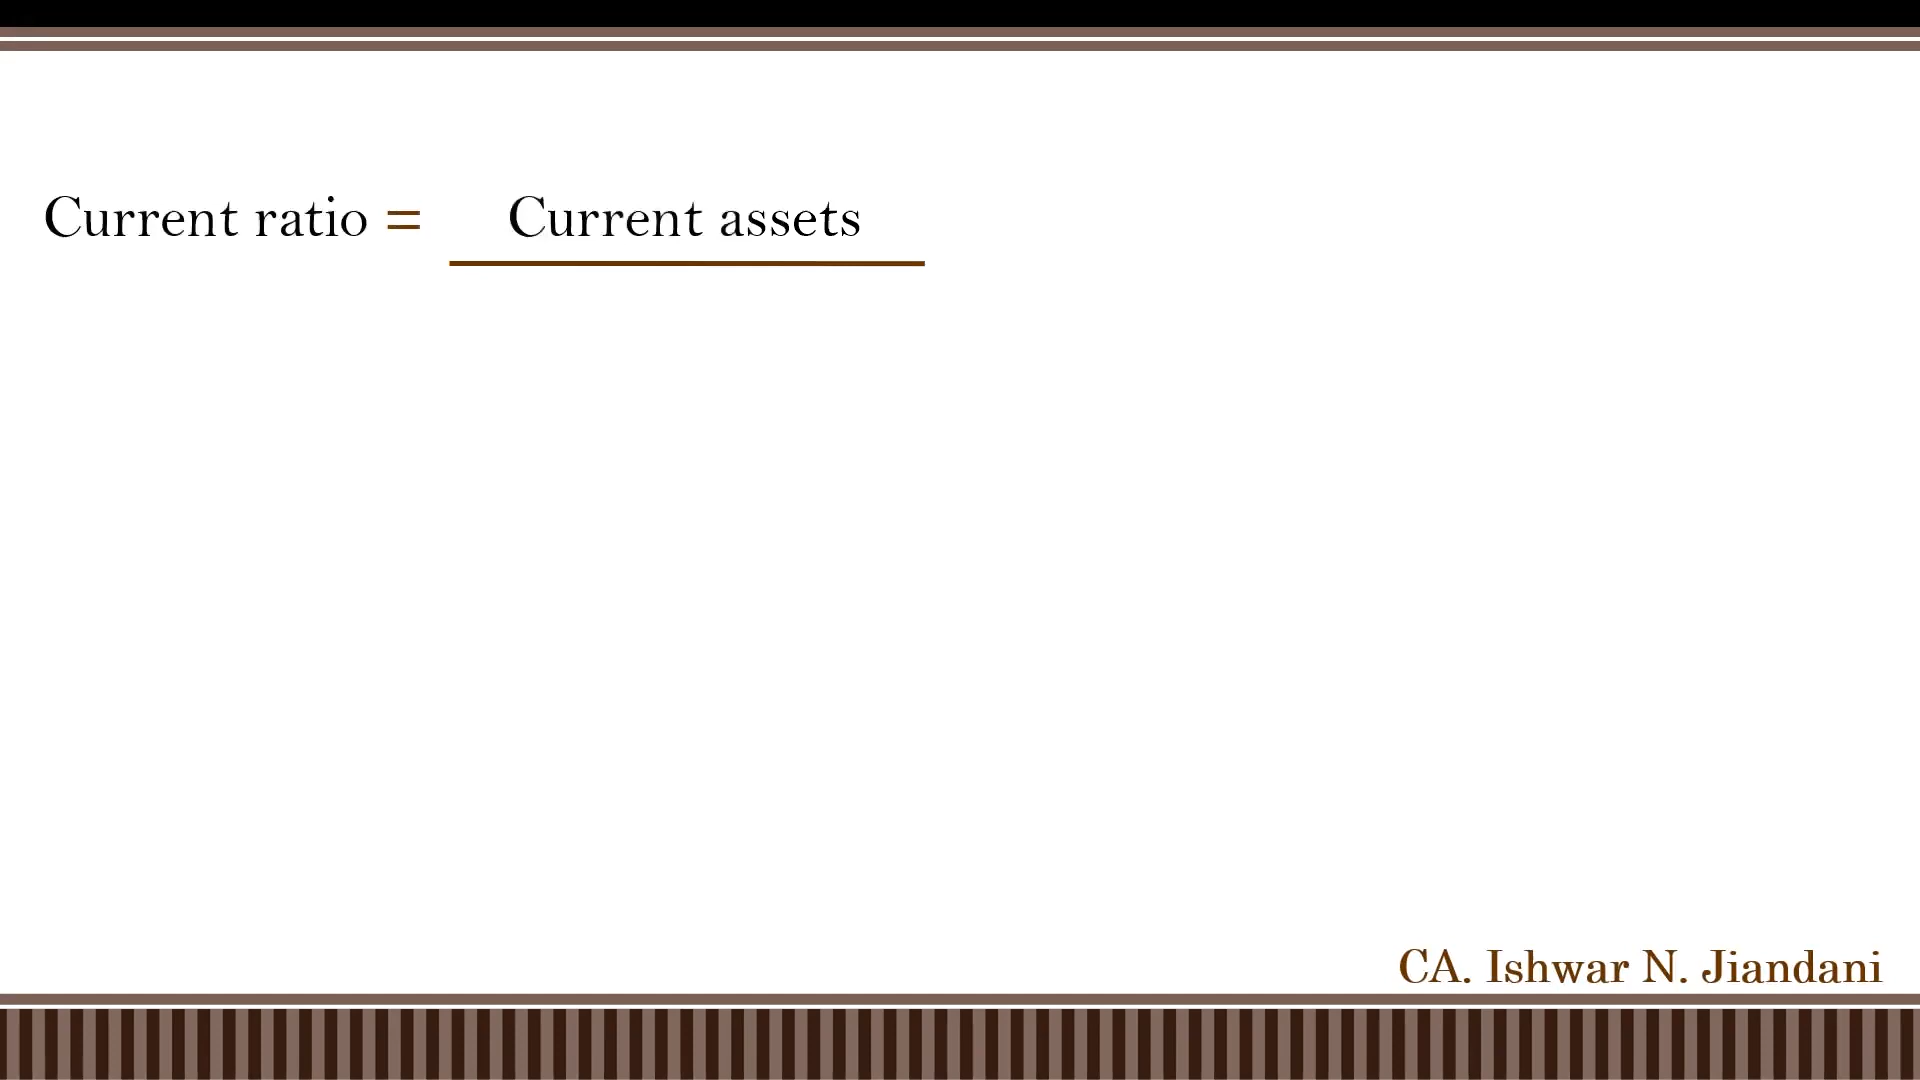 Current ratio = Current assets
CA. Ishwar N. Jiandani